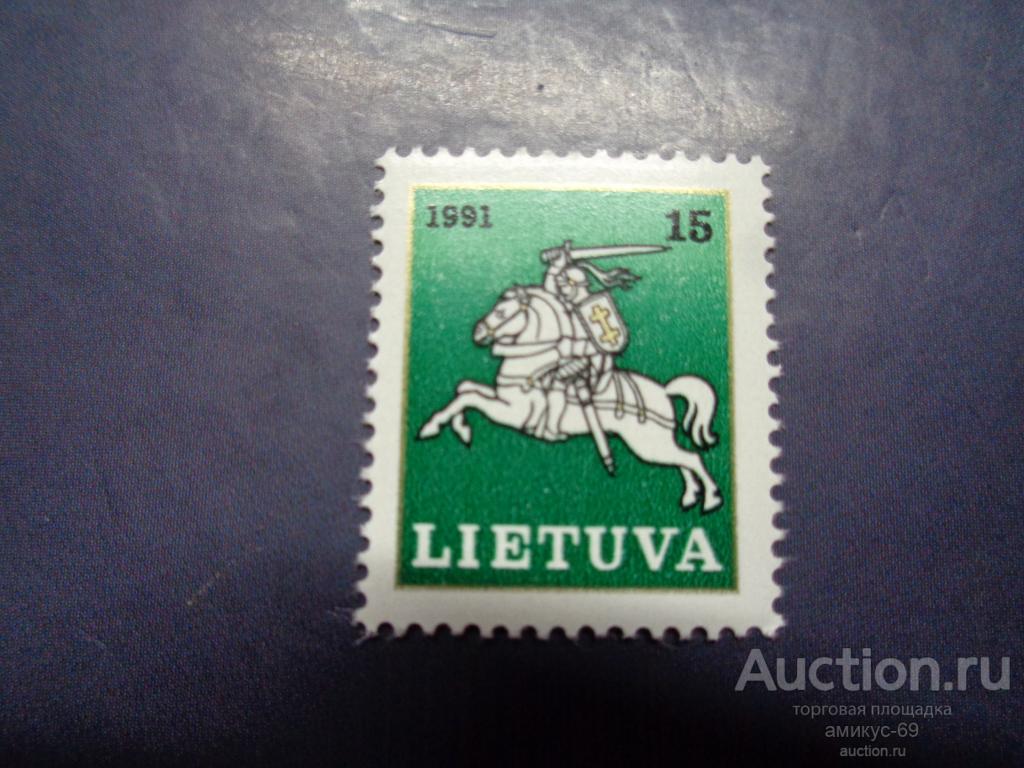 1991 15
LIETUVA
Auction.ru
торговая площадка
амикус-69
auction.ru